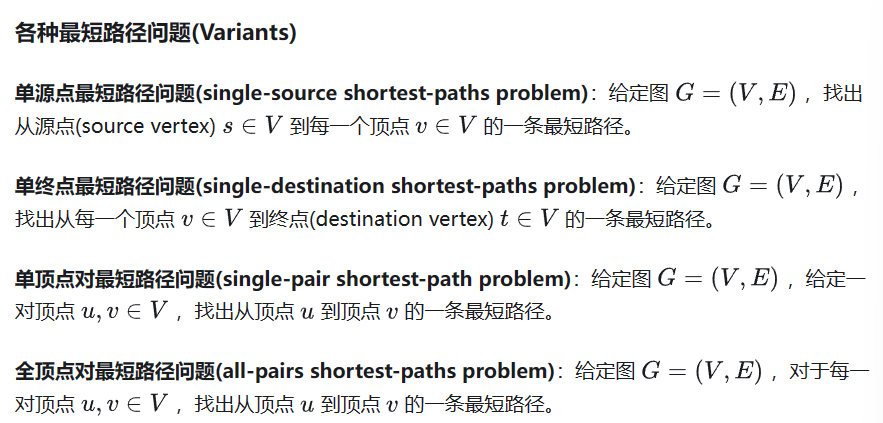 各种最短路径问题(Variants)
单源点最短路径问题(single-source shortest-paths problem)：给定图 G = (V, E) ，找出
从源点(source vertex) s ∈ V 到每一个顶点 v ∈ V 的一条最短路径。
单终点最短路径问题(single-destination shortest-paths problem)：给定图 G = (V, E) ，
找出从每一个顶点 v ∈ V 到终点(destination vertex) t ∈ V 的一条最短路径。
单顶点对最短路径问题(single-pair shortest-path problem)：给定图 G = (V, E) ，给定一
对顶点 u, v ∈ V ，找出从顶点 u 到顶点 v 的一条最短路径。
全顶点对最短路径问题(all-pairs shortest-paths problem)：给定图 G = (V, E) ，对于每一
对顶点 u, v ∈ V ，找出从顶点 u 到顶点 v 的一条最短路径。